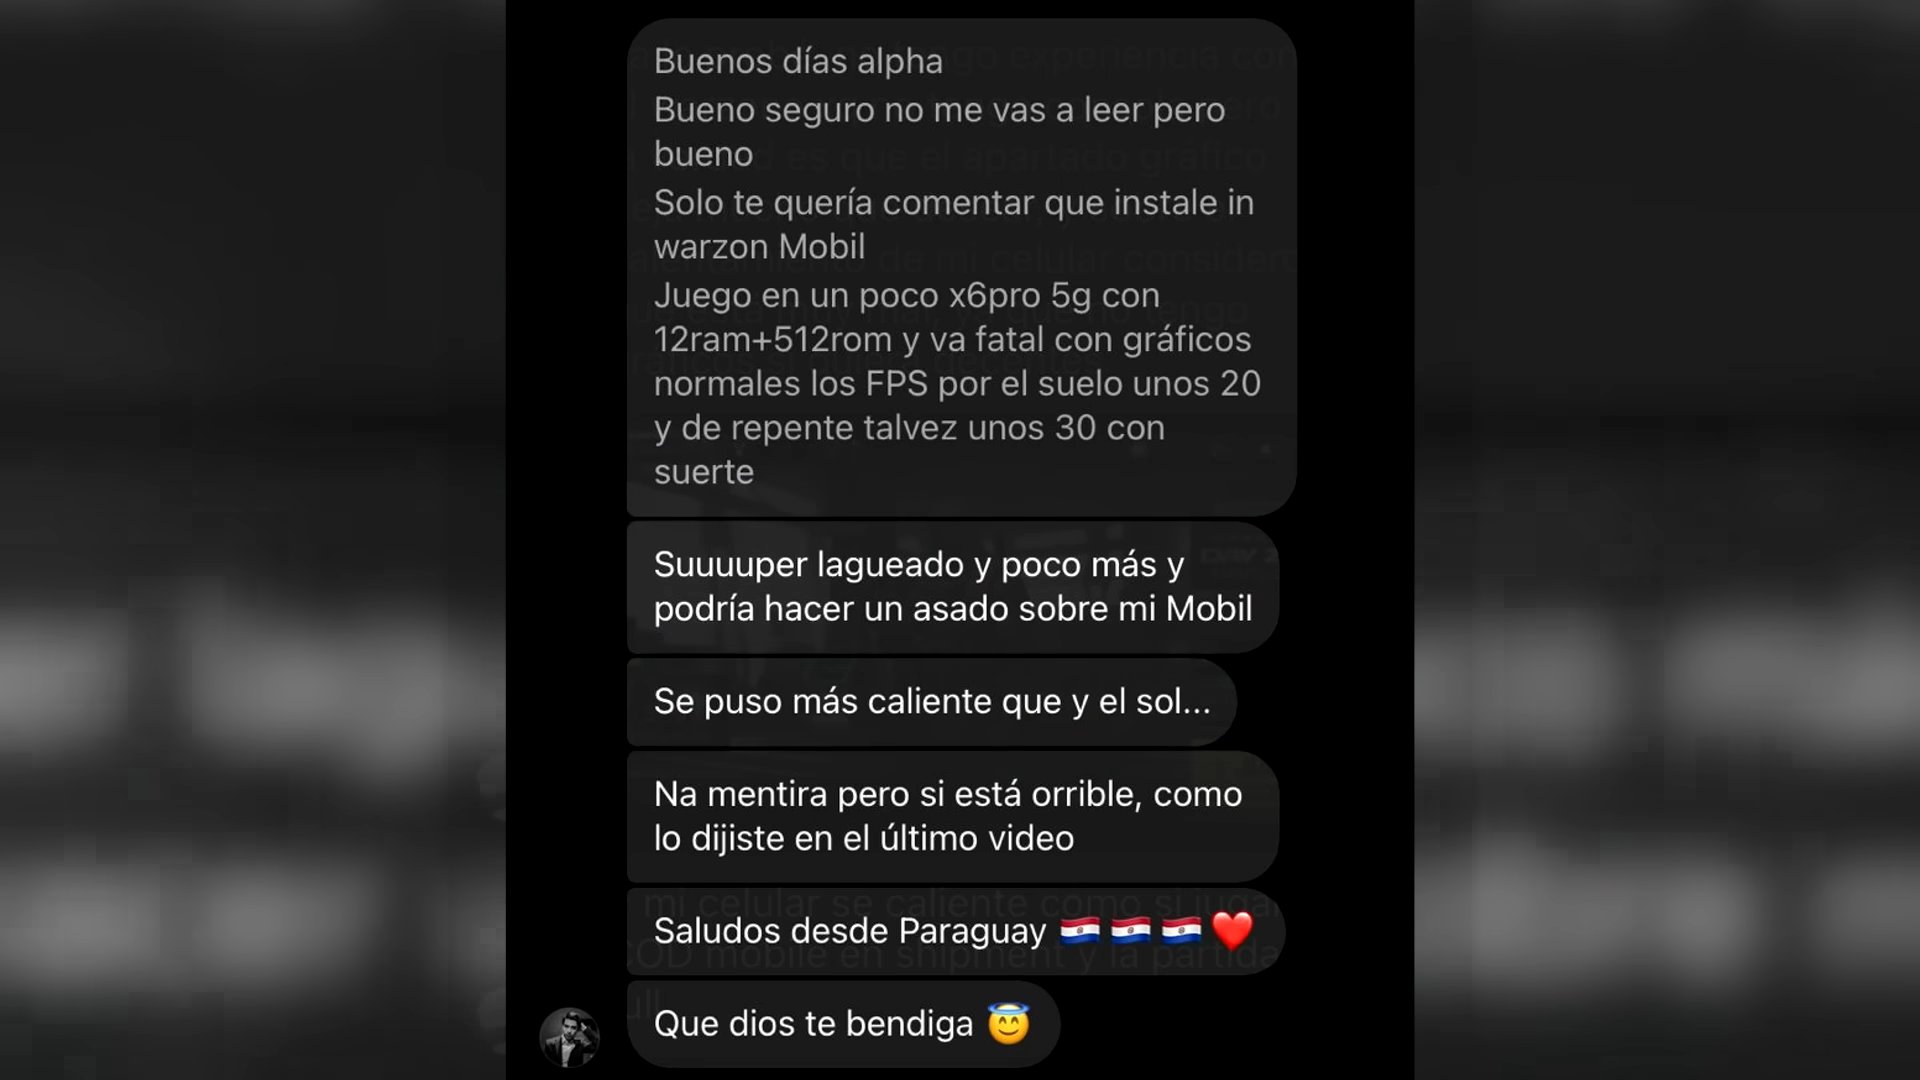 Buenos días alpha
Bueno seguro no me vas a leer pero
bueno
Solo te quería comentar que instale in
warzon Mobil
Juego en un poco x6pro 5g con
12ram+512rom y va fatal con gráficos
normales los FPS por el suelo unos 20
y de repente talvez unos 30 con
suerte
Suuuuper lagueado y poco más y
podría hacer un asado sobre mi Mobil
Se puso más caliente que y el sol...
Na mentira pero si está orrible, como
lo dijiste en el último video
Saludos desde Paraguay 🇵🇾🇵🇾🇵🇾❤️
Que dios te bendiga 😇